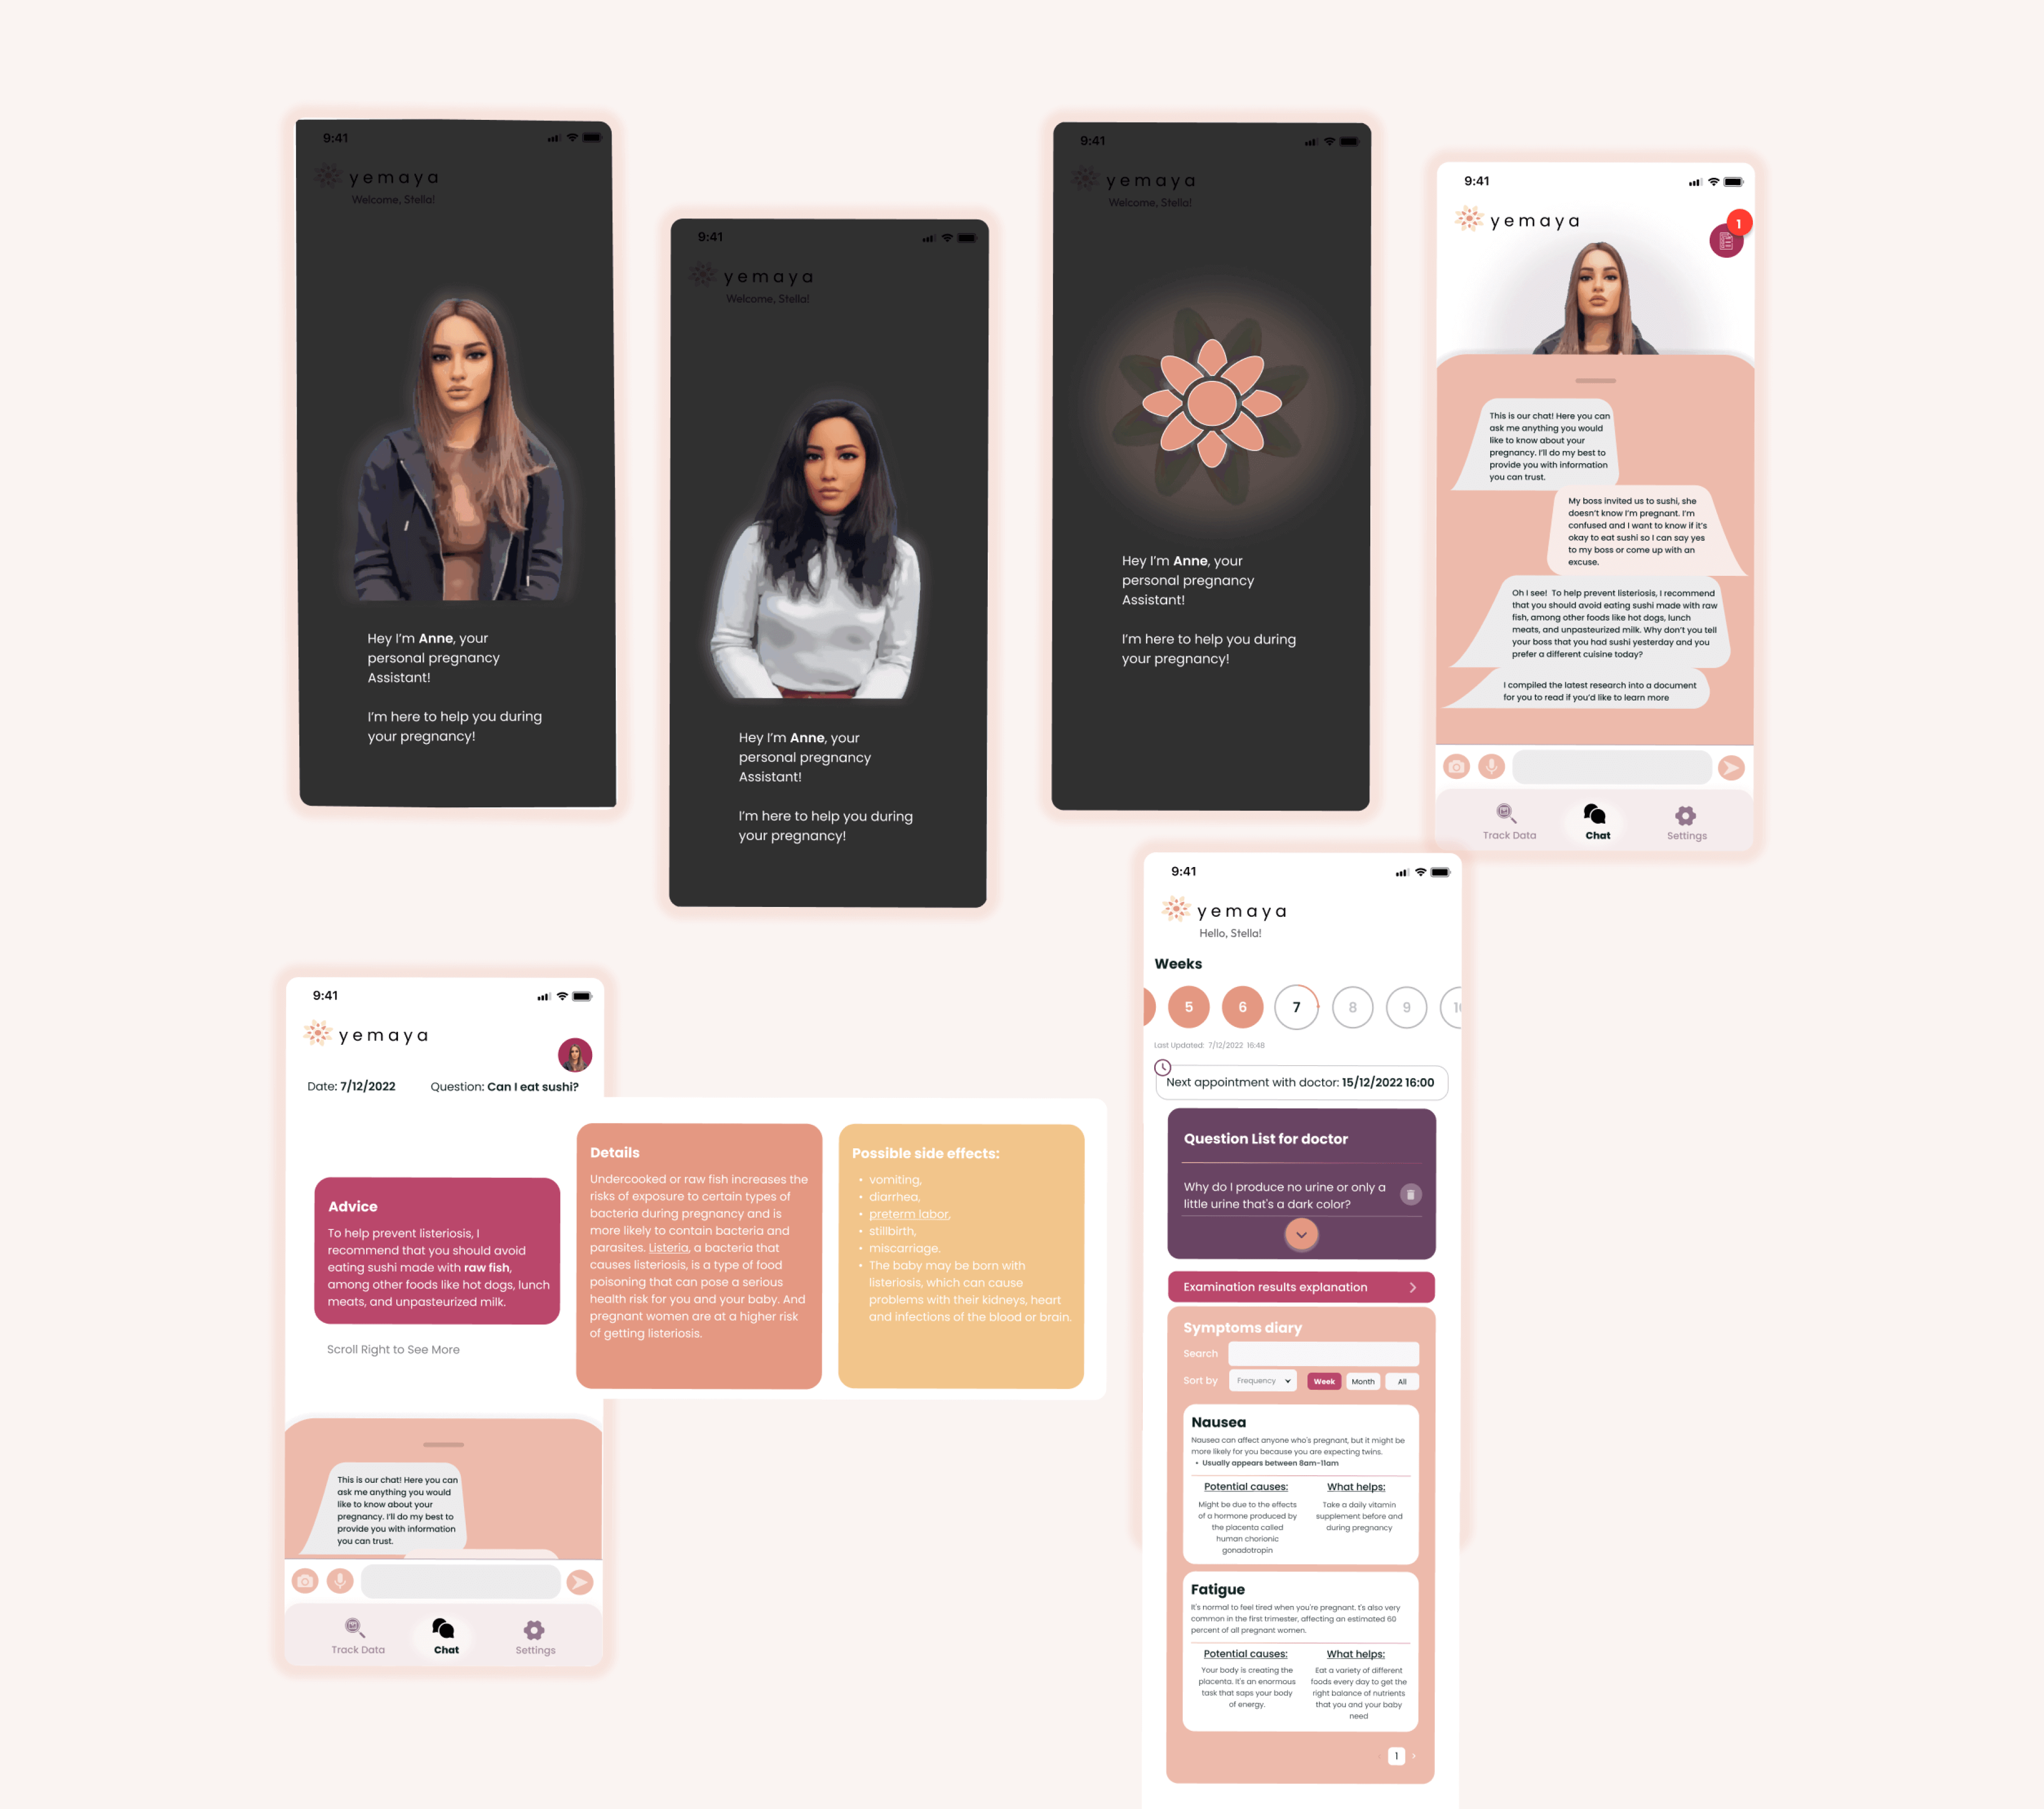 9:41
yemaya
Welcome, Stella!
Hey I'm Anne, your
personal pregnancy
Assistant!
I'm here to help you during
your pregnancy!
9:41
yemaya
Welcome, Stella!
Hey I'm Anne, your
personal pregnancy
Assistant!
I'm here to help you during
your pregnancy!
9:41
yemaya
Welcome, Stella!
Hey I'm Anne, your
personal pregnancy
Assistant!
I'm here to help you during
your pregnancy!
9:41
yemaya
1
This is our chat! Here you can
ask me anything you would
like to know about your
pregnancy. I'll do my best to
provide you with information
you can trust.
My boss invited us to sushi, she
doesn't know I'm pregnant. I'm
confused and I want to know if it's
okay to eat sushi so I can say yes
to my boss or come up with an
excuse.
Oh I see! To help prevent listeriosis, I recommend
that you should avoid eating sushi made with raw
fish, among other foods like hot dogs, lunch
meats, and unpasteurized milk. Why don't you tell
your boss that you had sushi yesterday and you
prefer a different cuisine today?
I compiled the latest research into a document
for you to read if you'd like to learn more
Track Data
Chat
Settings
9:41
yemaya
Date: 7/12/2022 Question: Can I eat sushi?
Advice
To help prevent listeriosis, I
recommend that you should avoid
eating sushi made with raw fish,
among other foods like hot dogs, lunch
meats, and unpasteurized milk.
Scroll Right to See More
Details
Undercooked or raw fish increases the
risks of exposure to certain types of
bacteria during pregnancy and is
more likely to contain bacteria and
parasites. Listeria, a bacteria that
causes listeriosis, is a type of food
poisoning that can pose a serious
health risk for you and your baby. And
pregnant women are at a higher risk
of getting listeriosis.
Possible side effects:
• vomiting,
• diarrhea,
• preterm labor,
• stillbirth,
• miscarriage.
• The baby may be born with
listeriosis, which can cause
problems with their kidneys, heart
and infections of the blood or brain.
This is our chat! Here you can
ask me anything you would
like to know about your
pregnancy. I'll do my best to
provide you with information
you can trust.
Track Data
Chat
Settings
9:41
yemaya
Hello, Stella!
Weeks
5 6 7 8 9
Last Updated: 7/12/2022 16:48
Next appointment with doctor: 15/12/2022 16:00
Question List for doctor
Why do I produce no urine or only a
little urine that's a dark color?
Examination results explanation
Symptoms diary
Search
Sort by Frequency Week Month All
Nausea
Nausea can affect anyone who's pregnant, but it might be
more likely for you because you are expecting twins.
• Usually appears between 8am-11am
Potential causes:
Might be due to the effects
of a hormone produced by
the placenta called
human chorionic
gonadotropin
What helps:
Take a daily vitamin
supplement before and
during pregnancy
Fatigue
It's normal to feel tired when you're pregnant. t's also very
common in the first trimester, affecting an estimated 60
percent of all pregnant women.
Potential causes:
Your body is creating the
placenta. It's an enormous
task that saps your body
of energy.
What helps:
Eat a variety of different
foods every day to get the
right balance of nutrients
that you and your baby
need
1